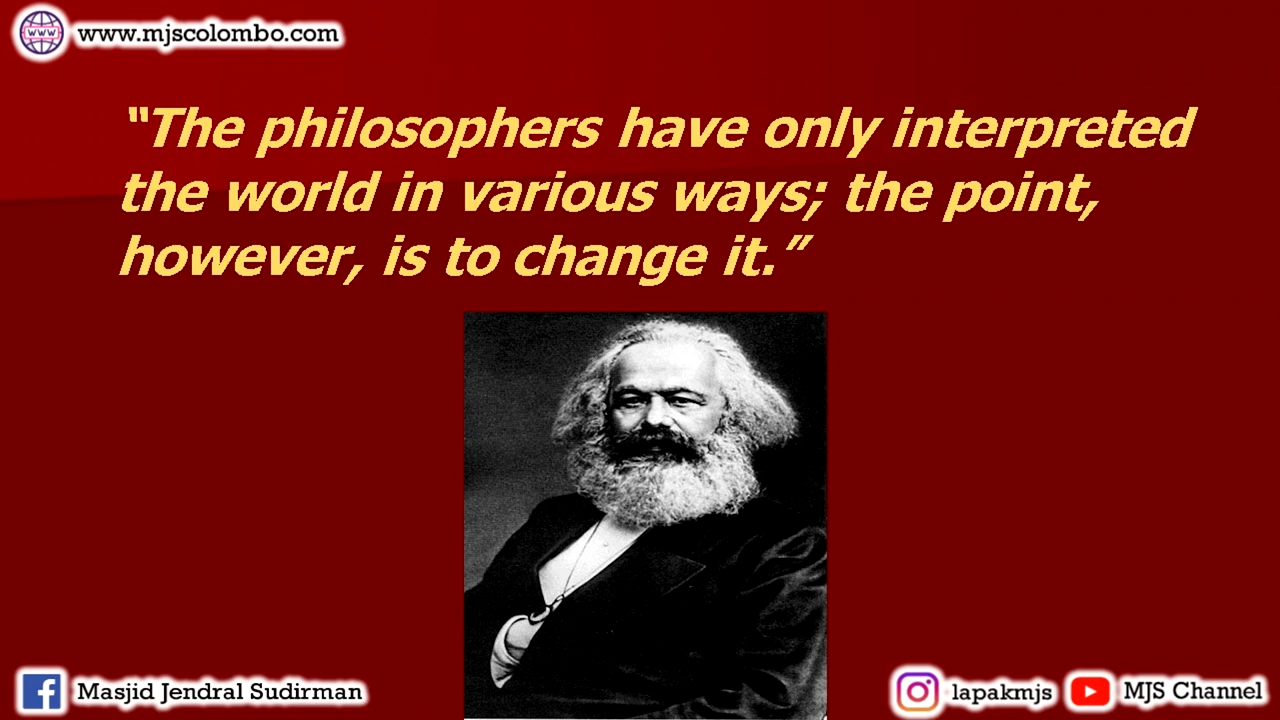 www.mjscolombo.com
“The philosophers have only interpreted
the world in various ways; the point,
however, is to change it.”
Masjid Jendral Sudirman
lapakmjs
MJS Channel